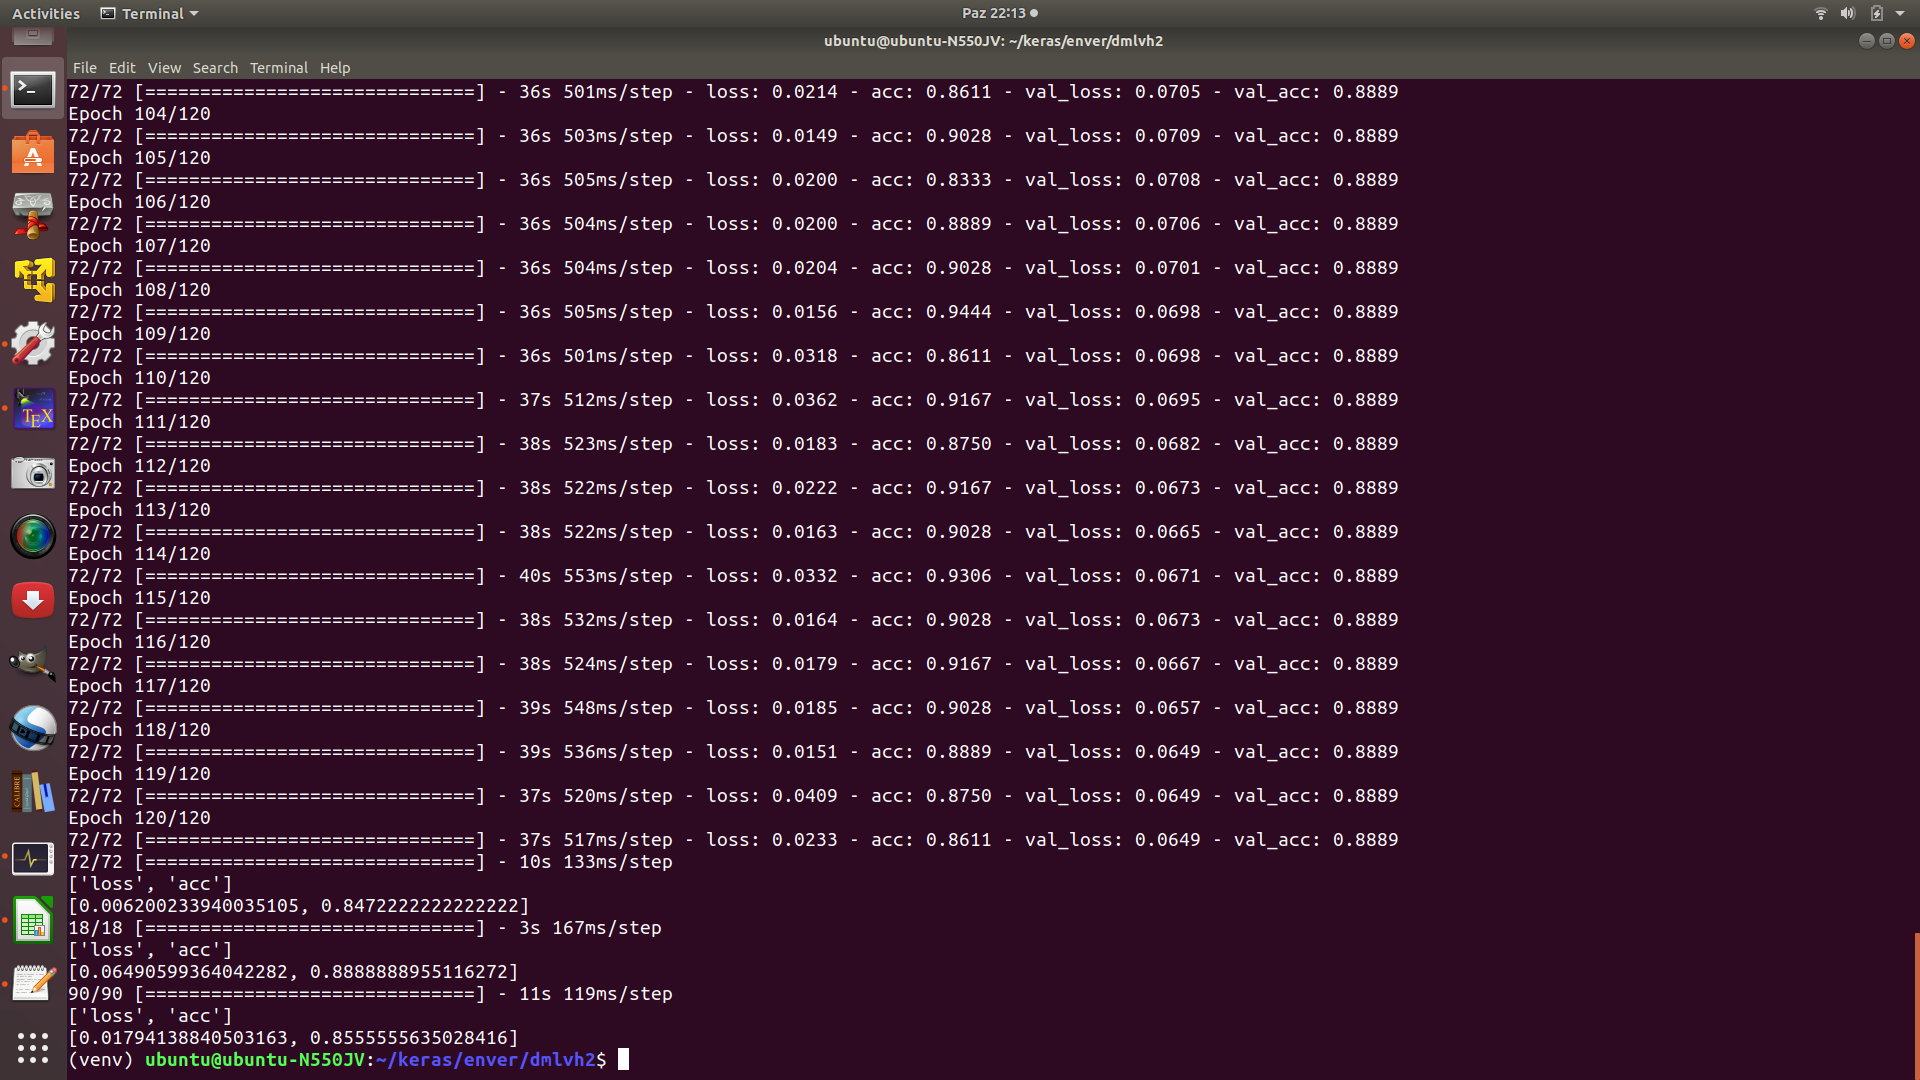 Activities Terminal Paz 22:13
ubuntu@ubuntu-N550JV: ~/keras/enver/dmlvh2
File Edit View Search Terminal Help
72/72 [==============================] - 36s 501ms/step - loss: 0.0214 - acc: 0.8611 - val_loss: 0.0705 - val_acc: 0.8889
Epoch 104/120
72/72 [==============================] - 36s 503ms/step - loss: 0.0149 - acc: 0.9028 - val_loss: 0.0709 - val_acc: 0.8889
Epoch 105/120
72/72 [==============================] - 36s 505ms/step - loss: 0.0200 - acc: 0.8333 - val_loss: 0.0708 - val_acc: 0.8889
Epoch 106/120
72/72 [==============================] - 36s 504ms/step - loss: 0.0200 - acc: 0.8889 - val_loss: 0.0706 - val_acc: 0.8889
Epoch 107/120
72/72 [==============================] - 36s 504ms/step - loss: 0.0204 - acc: 0.9028 - val_loss: 0.0701 - val_acc: 0.8889
Epoch 108/120
72/72 [==============================] - 36s 505ms/step - loss: 0.0156 - acc: 0.9444 - val_loss: 0.0698 - val_acc: 0.8889
Epoch 109/120
72/72 [==============================] - 36s 501ms/step - loss: 0.0318 - acc: 0.8611 - val_loss: 0.0698 - val_acc: 0.8889
Epoch 110/120
72/72 [==============================] - 37s 512ms/step - loss: 0.0362 - acc: 0.9167 - val_loss: 0.0695 - val_acc: 0.8889
Epoch 111/120
72/72 [==============================] - 38s 523ms/step - loss: 0.0183 - acc: 0.8750 - val_loss: 0.0682 - val_acc: 0.8889
Epoch 112/120
72/72 [==============================] - 38s 522ms/step - loss: 0.0222 - acc: 0.9167 - val_loss: 0.0673 - val_acc: 0.8889
Epoch 113/120
72/72 [==============================] - 38s 522ms/step - loss: 0.0163 - acc: 0.9028 - val_loss: 0.0665 - val_acc: 0.8889
Epoch 114/120
72/72 [==============================] - 40s 553ms/step - loss: 0.0332 - acc: 0.9306 - val_loss: 0.0671 - val_acc: 0.8889
Epoch 115/120
72/72 [==============================] - 38s 532ms/step - loss: 0.0164 - acc: 0.9028 - val_loss: 0.0673 - val_acc: 0.8889
Epoch 116/120
72/72 [==============================] - 38s 524ms/step - loss: 0.0179 - acc: 0.9167 - val_loss: 0.0667 - val_acc: 0.8889
Epoch 117/120
72/72 [==============================] - 39s 548ms/step - loss: 0.0185 - acc: 0.9028 - val_loss: 0.0657 - val_acc: 0.8889
Epoch 118/120
72/72 [==============================] - 39s 536ms/step - loss: 0.0151 - acc: 0.8889 - val_loss: 0.0649 - val_acc: 0.8889
Epoch 119/120
72/72 [==============================] - 37s 520ms/step - loss: 0.0409 - acc: 0.8750 - val_loss: 0.0649 - val_acc: 0.8889
Epoch 120/120
72/72 [==============================] - 37s 517ms/step - loss: 0.0233 - acc: 0.8611 - val_loss: 0.0649 - val_acc: 0.8889
72/72 [==============================] - 10s 133ms/step
['loss', 'acc']
[0.006200233940035105, 0.8472222222222222]
18/18 [==============================] - 3s 167ms/step
['loss', 'acc']
[0.06490599364042282, 0.8888888955116272]
90/90 [==============================] - 11s 119ms/step
['loss', 'acc']
[0.01794138840503163, 0.8555555635028416]
(venv) ubuntu@ubuntu-N550JV:~/keras/enver/dmlvh2$
TEX
CALIBRE